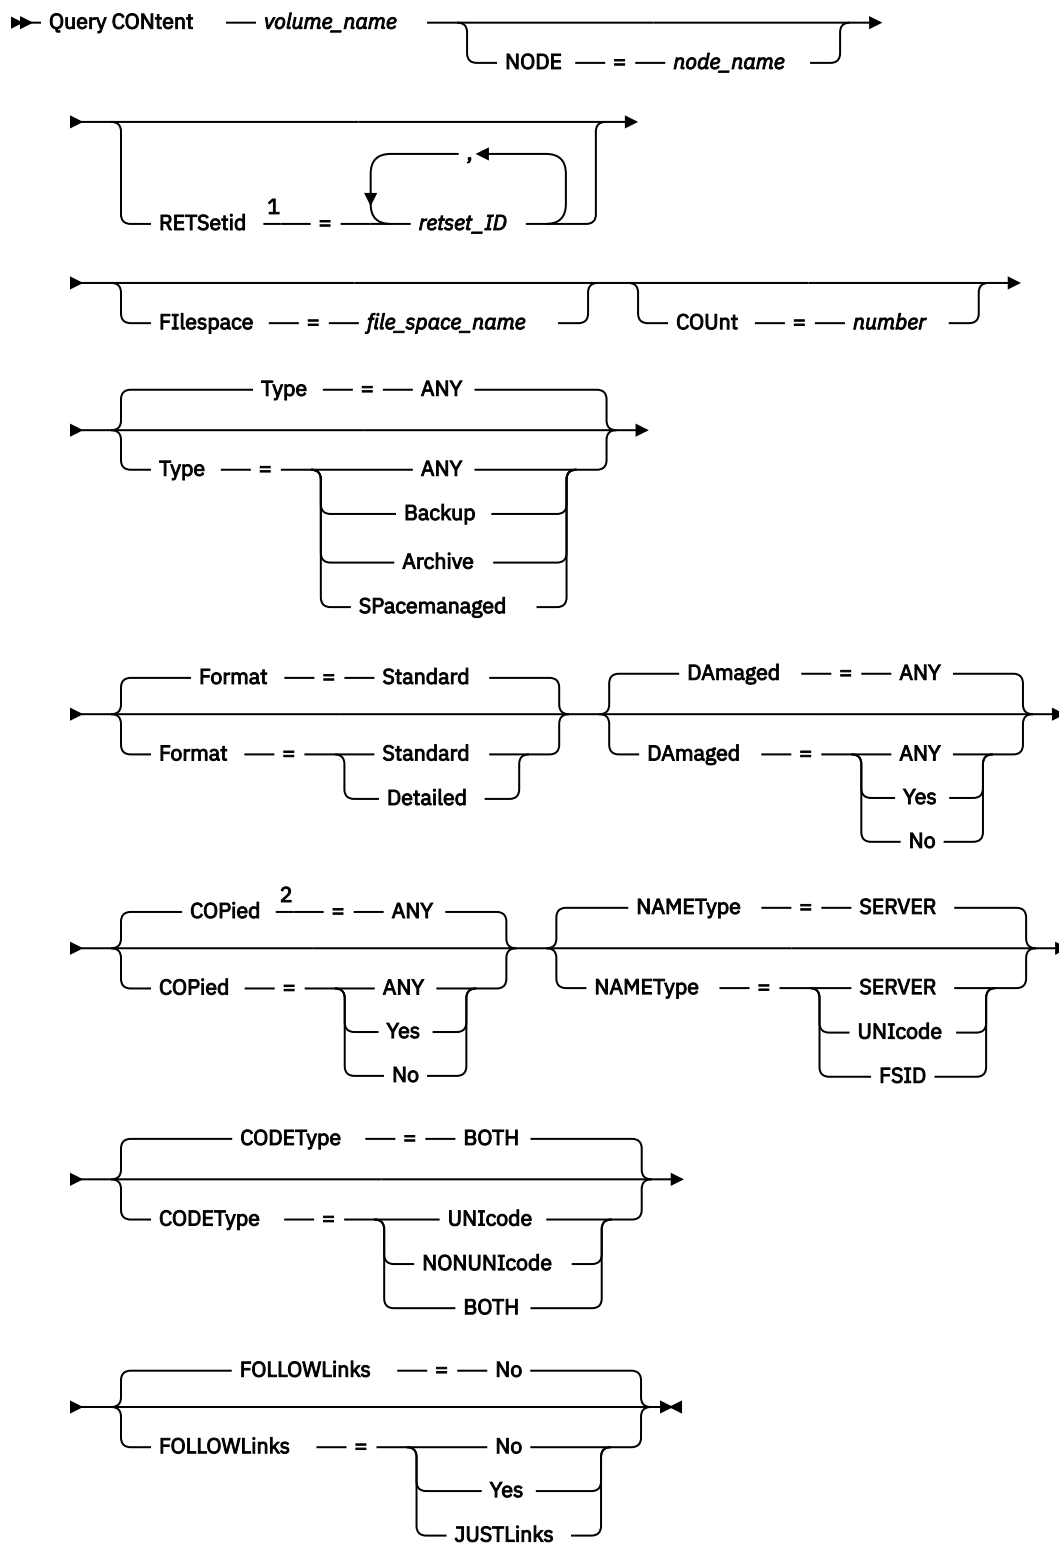 Query CONtent volume_name
NODE = node_name
,
RETSetid 1 = retset_ID
FIlespace = file_space_name COUnt = number
Type = ANY
Type = ANY
Backup
Archive
SPacemanaged
Format = Standard DAmaged = ANY
Format = Standard DAmaged = ANY
Detailed Yes
No
COPied 2 = ANY NAMEType = SERVER
COPied = ANY NAMEType = SERVER
Yes UNIcode
No FSID
CODEType = BOTH
CODEType = UNIcode
NONUNIcode
BOTH
FOLLOWLinks = No
FOLLOWLinks = No
Yes
JUSTLinks